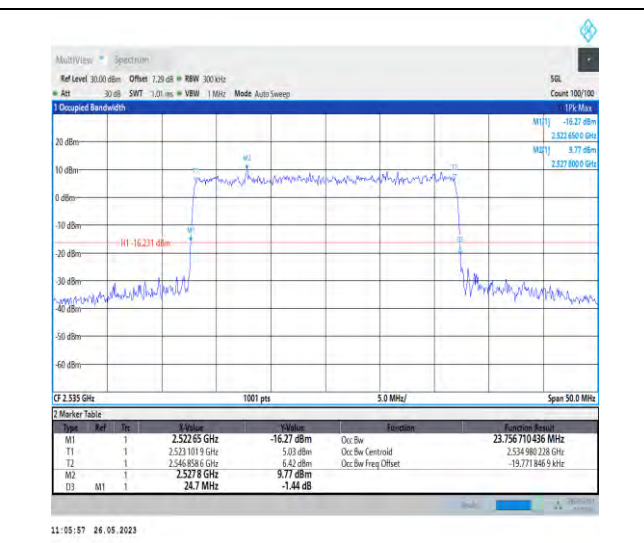 MultiView Spectrum
Ref Level 30.00 dBm Offset 7.29 dB RBW 300 kHz SGL
Att 30 dB SWT 1.01 ms VBW 1 MHz Mode Auto Sweep Count 100/100
1 Occupied Bandwidth 1Pk Max
M1[1] -16.27 dBm
2.522 650 0 GHz
M2[1] 9.77 dBm
2.527 800 0 GHz
20 dBm
M2
10 dBm
T1
0 dBm
-10 dBm
M1
H1 -16.231 dBm
-20 dBm
-30 dBm
-40 dBm
-50 dBm
-60 dBm
CF 2.535 GHz 1001 pts 5.0 MHz/ Span 50.0 MHz
2 Marker Table
Type Ref Trc X-Value Y-Value Function Function Result
M1 1 2.522 65 GHz -16.27 dBm Occ Bw 23.756 710 436 MHz
T1 1 2.523 101 9 GHz 5.03 dBm Occ Bw Centroid 2.534 980 228 GHz
T2 1 2.546 858 6 GHz 6.42 dBm Occ Bw Freq Offset -19.771 846 9 kHz
M2 1 2.527 8 GHz 9.77 dBm
D3 M1 1 24.7 MHz -1.44 dB
11:05:57 26.05.2023